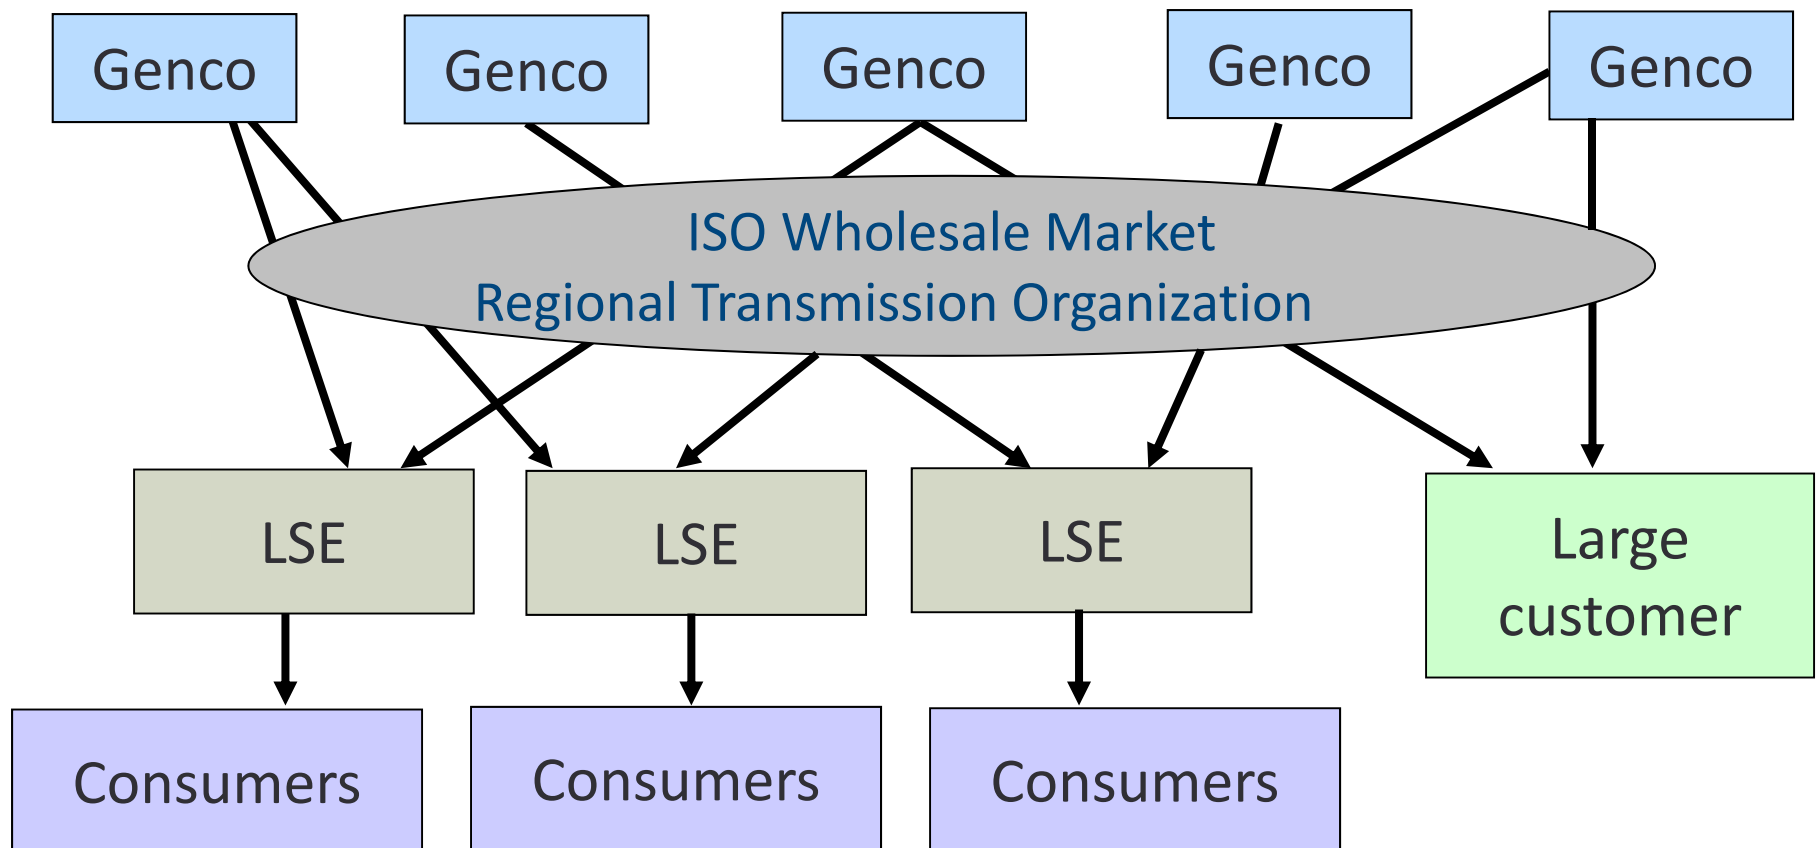 Genco
Genco
Genco
Genco
Genco
ISO Wholesale Market
Regional Transmission Organization
LSE
LSE
LSE
Large
customer
Consumers
Consumers
Consumers